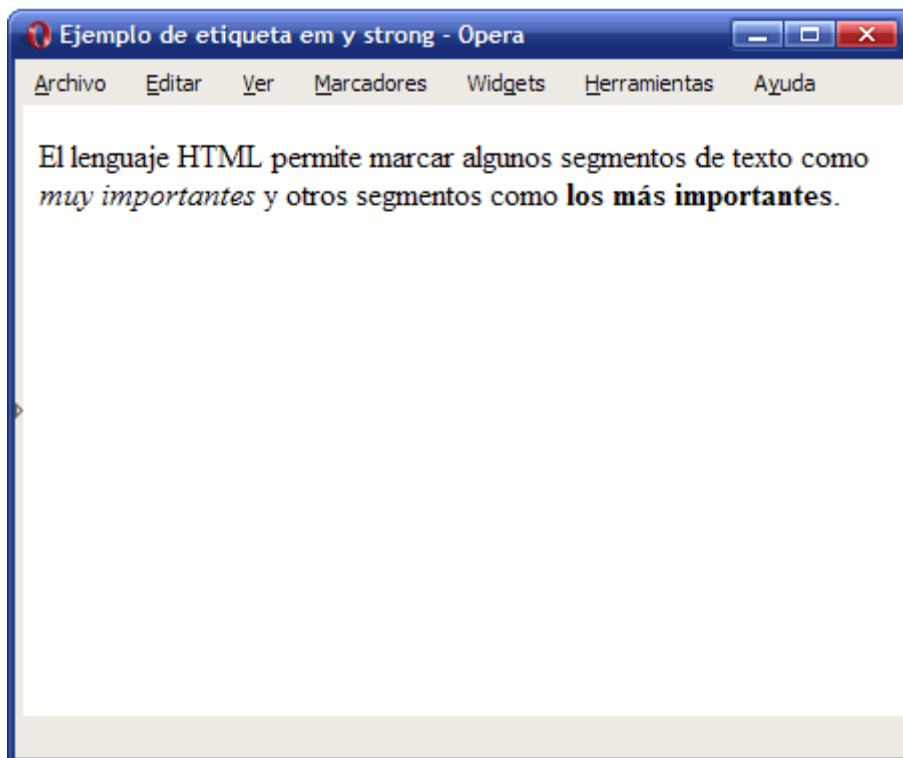 Ejemplo de etiqueta em y strong - Opera
Archivo Editar Ver Marcadores Widgets Herramientas Ayuda
El lenguaje HTML permite marcar algunos segmentos de texto como
muy importantes y otros segmentos como los más importantes.